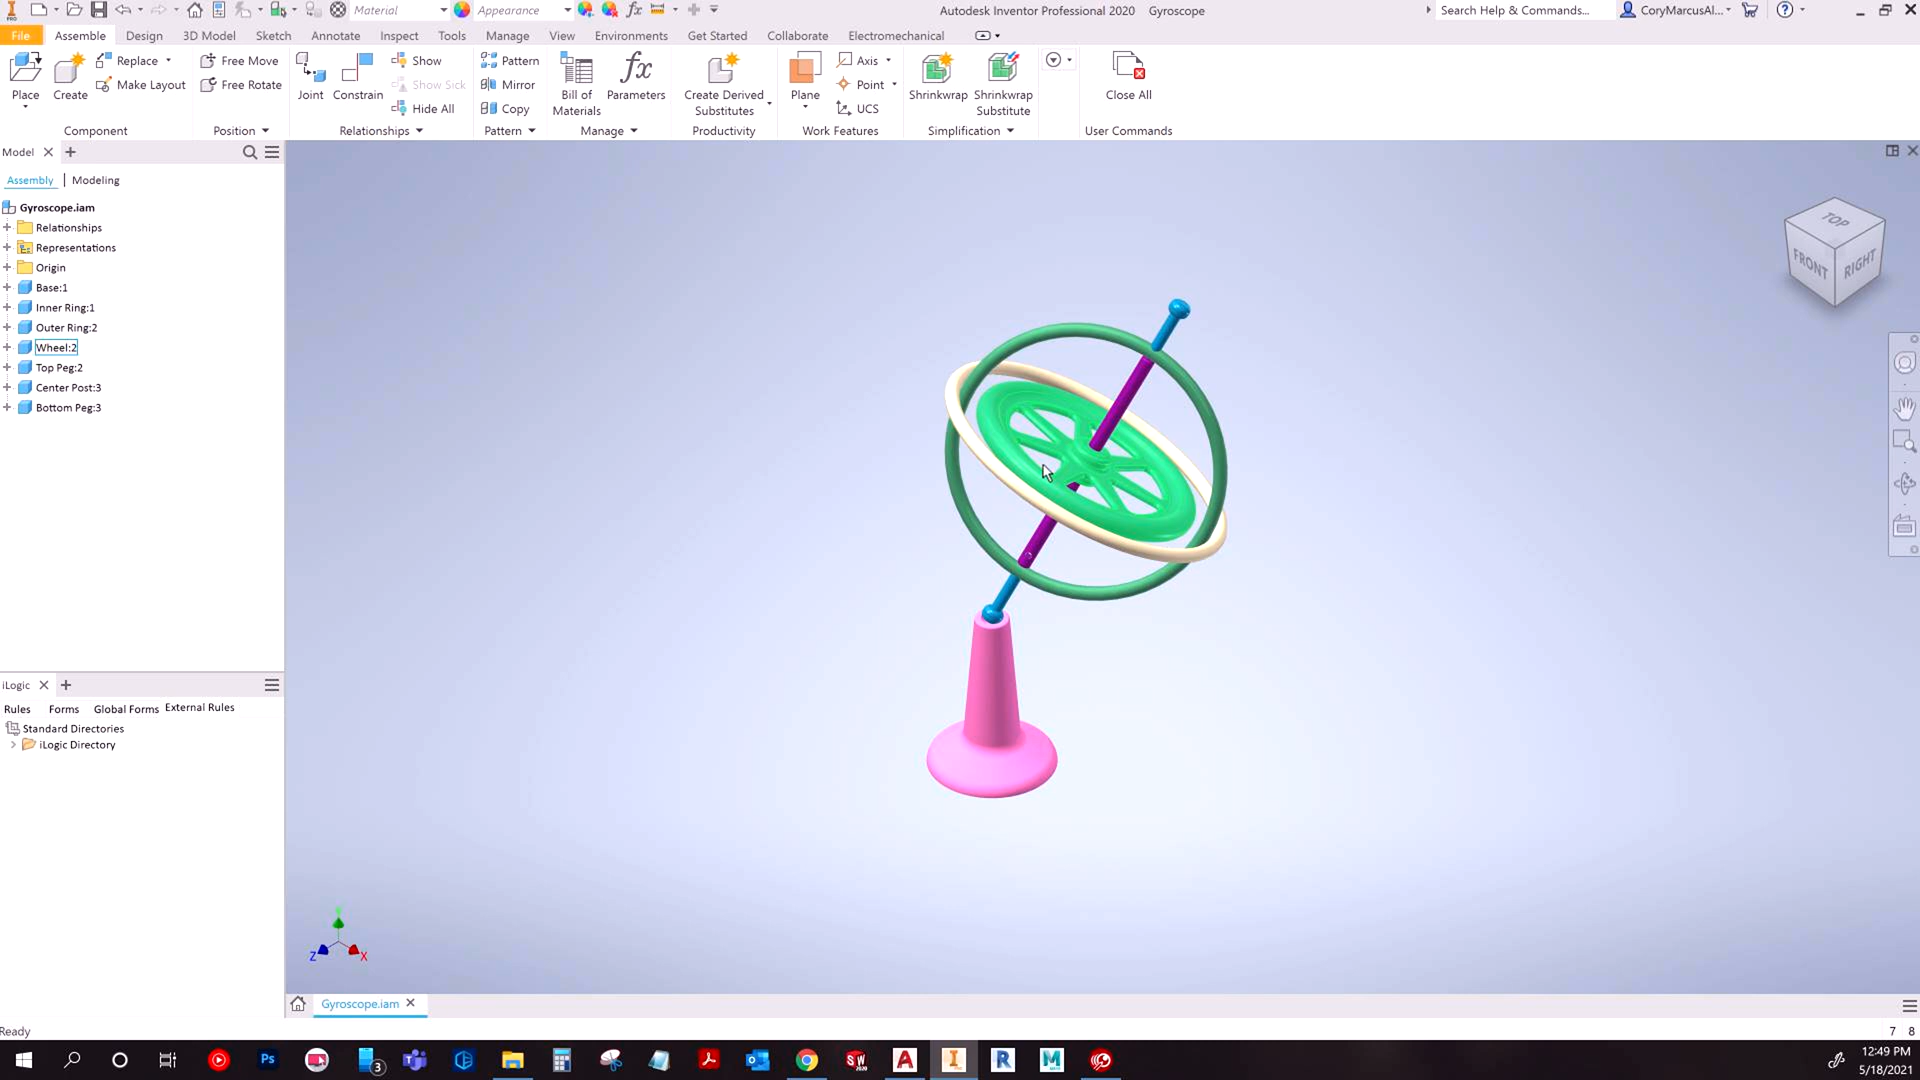 Material
Appearance
Autodesk Inventor Professional 2020 Gyroscope
Search Help & Commands...
CoryMarcusAl...
File Assemble Design 3D Model Sketch Annotate Inspect Tools Manage View Environments Get Started Collaborate Electromechanical
Place
Create
Replace
Make Layout
Component
Free Move
Free Rotate
Position
Joint
Constrain
Show
Show Sick
Hide All
Relationships
Pattern
Mirror
Copy
Pattern
Bill of
Materials
fx
Parameters
Manage
Create Derived
Substitutes
Productivity
Plane
Axis
Point
UCS
Work Features
Shrinkwrap
Shrinkwrap
Substitute
Simplification
Close All
User Commands
Model
Assembly | Modeling
Gyroscope.iam
Relationships
Representations
Origin
Base:1
Inner Ring:1
Outer Ring:2
Wheel:2
Top Peg:2
Center Post:3
Bottom Peg:3
TOP
FRONT
RIGHT
iLogic
Rules Forms Global Forms External Rules
Standard Directories
iLogic Directory
Y
Z
X
Gyroscope.iam
Ready
7 8
12:49 PM
5/18/2021